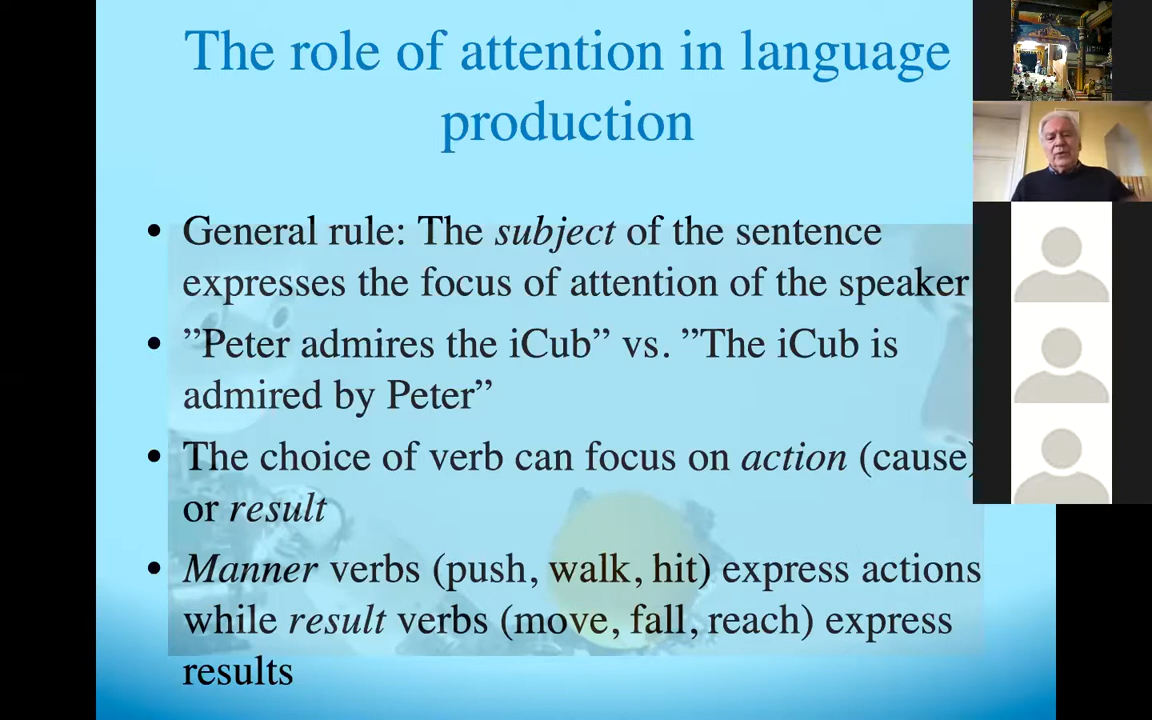 The role of attention in language
production
• General rule: The subject of the sentence
expresses the focus of attention of the speaker
• ”Peter admires the iCub” vs. ”The iCub is
admired by Peter”
• The choice of verb can focus on action (cause)
or result
• Manner verbs (push, walk, hit) express actions
while result verbs (move, fall, reach) express
results